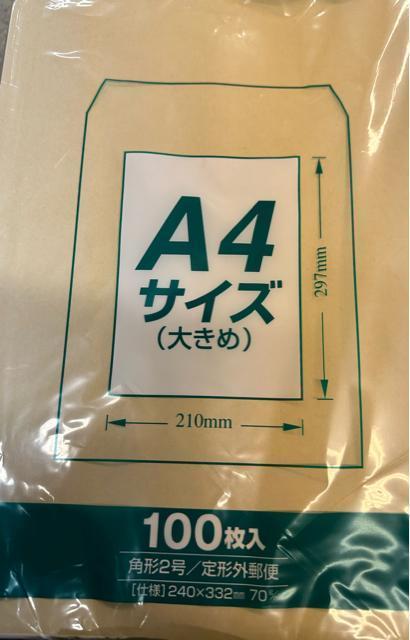 A4
サイズ
(大きめ)
297mm
210mm
100枚入
角形2号/定形外郵便
[仕様] 240×332mm 70